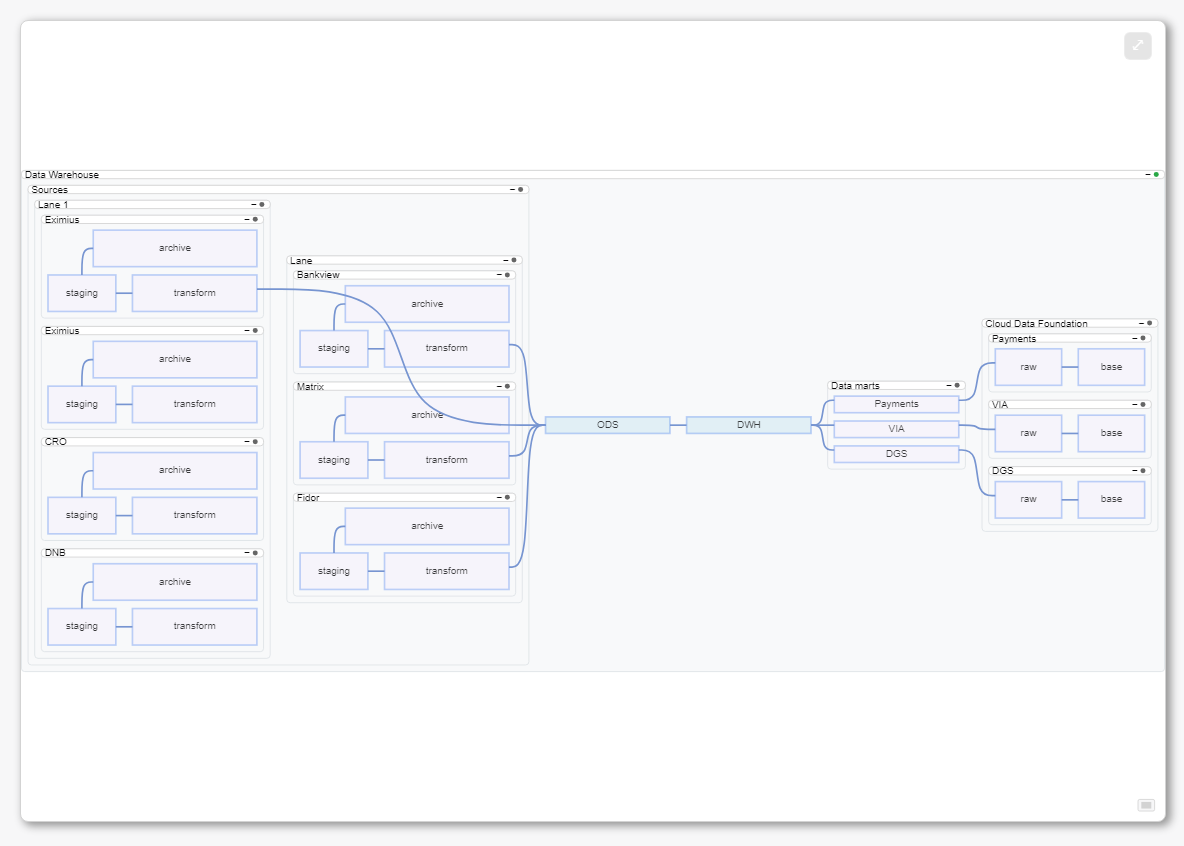 Data Warehouse
Sources
Lane 1
Eximius
archive
staging
transform
Eximius
archive
staging
transform
CRO
archive
staging
transform
DNB
archive
staging
transform
Lane
Bankview
archive
staging
transform
Matrix
archive
staging
transform
Fidor
archive
staging
transform
ODS
DWH
Data marts
Payments
VIA
DGS
Cloud Data Foundation
Payments
raw
base
VIA
raw
base
DGS
raw
base